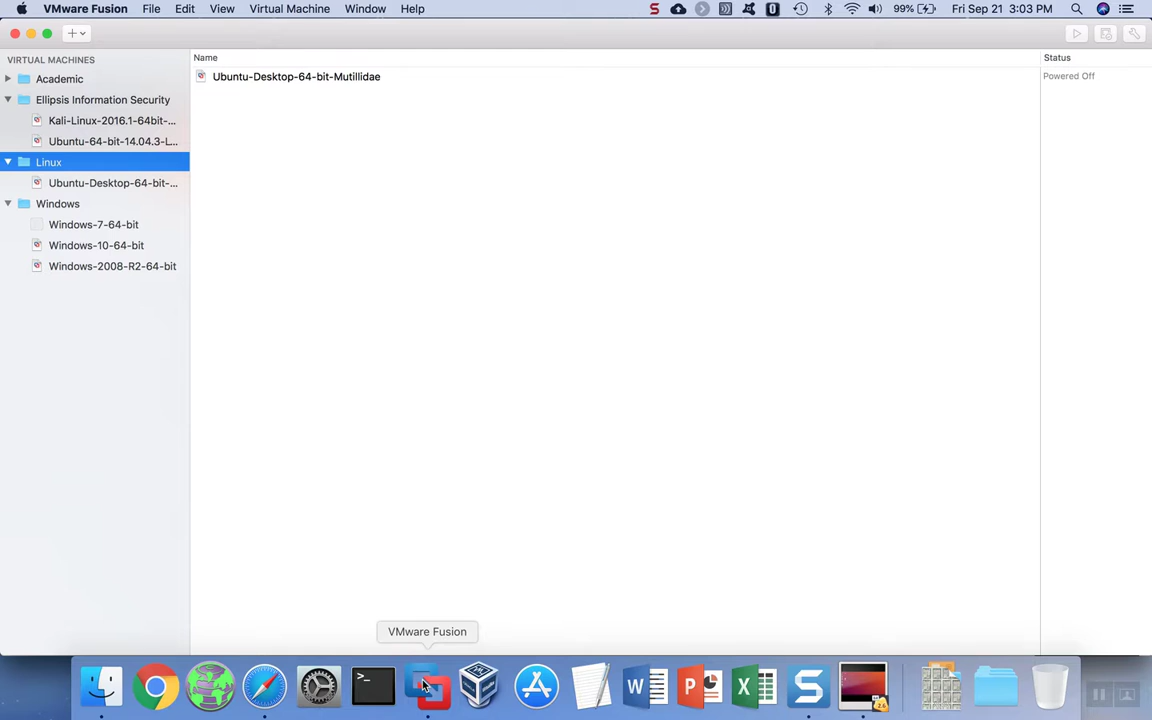 VMware Fusion File Edit View Virtual Machine Window Help S 99% Fri Sep 21 3:03 PM
VIRTUAL MACHINES
Academic
Ellipsis Information Security
Kali-Linux-2016.1-64bit-...
Ubuntu-64-bit-14.04.3-L...
Linux
Ubuntu-Desktop-64-bit-...
Windows
Windows-7-64-bit
Windows-10-64-bit
Windows-2008-R2-64-bit
Name Status
Ubuntu-Desktop-64-bit-Mutillidae Powered Off
VMware Fusion
>_ W P X S
2.6